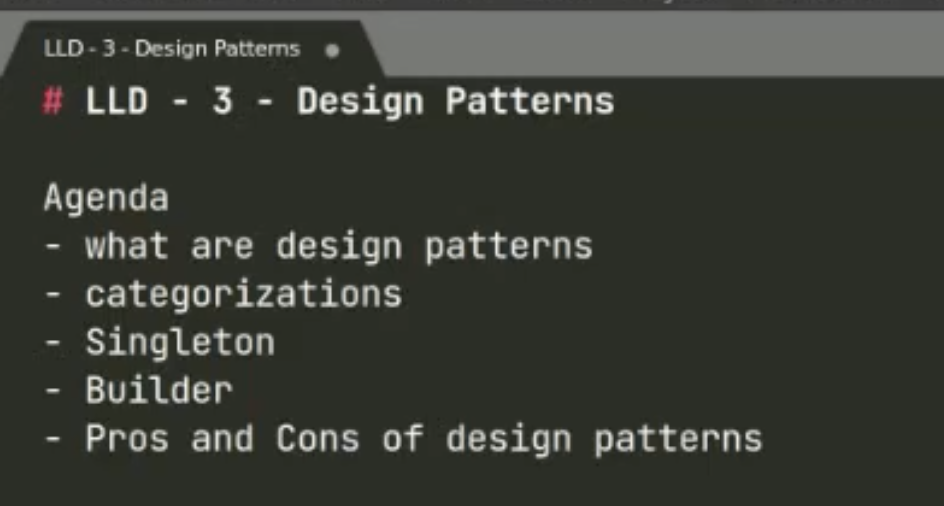 LLD - 3 - Design Patterns
# LLD - 3 - Design Patterns
Agenda
- what are design patterns
- categorizations
- Singleton
- Builder
- Pros and Cons of design patterns